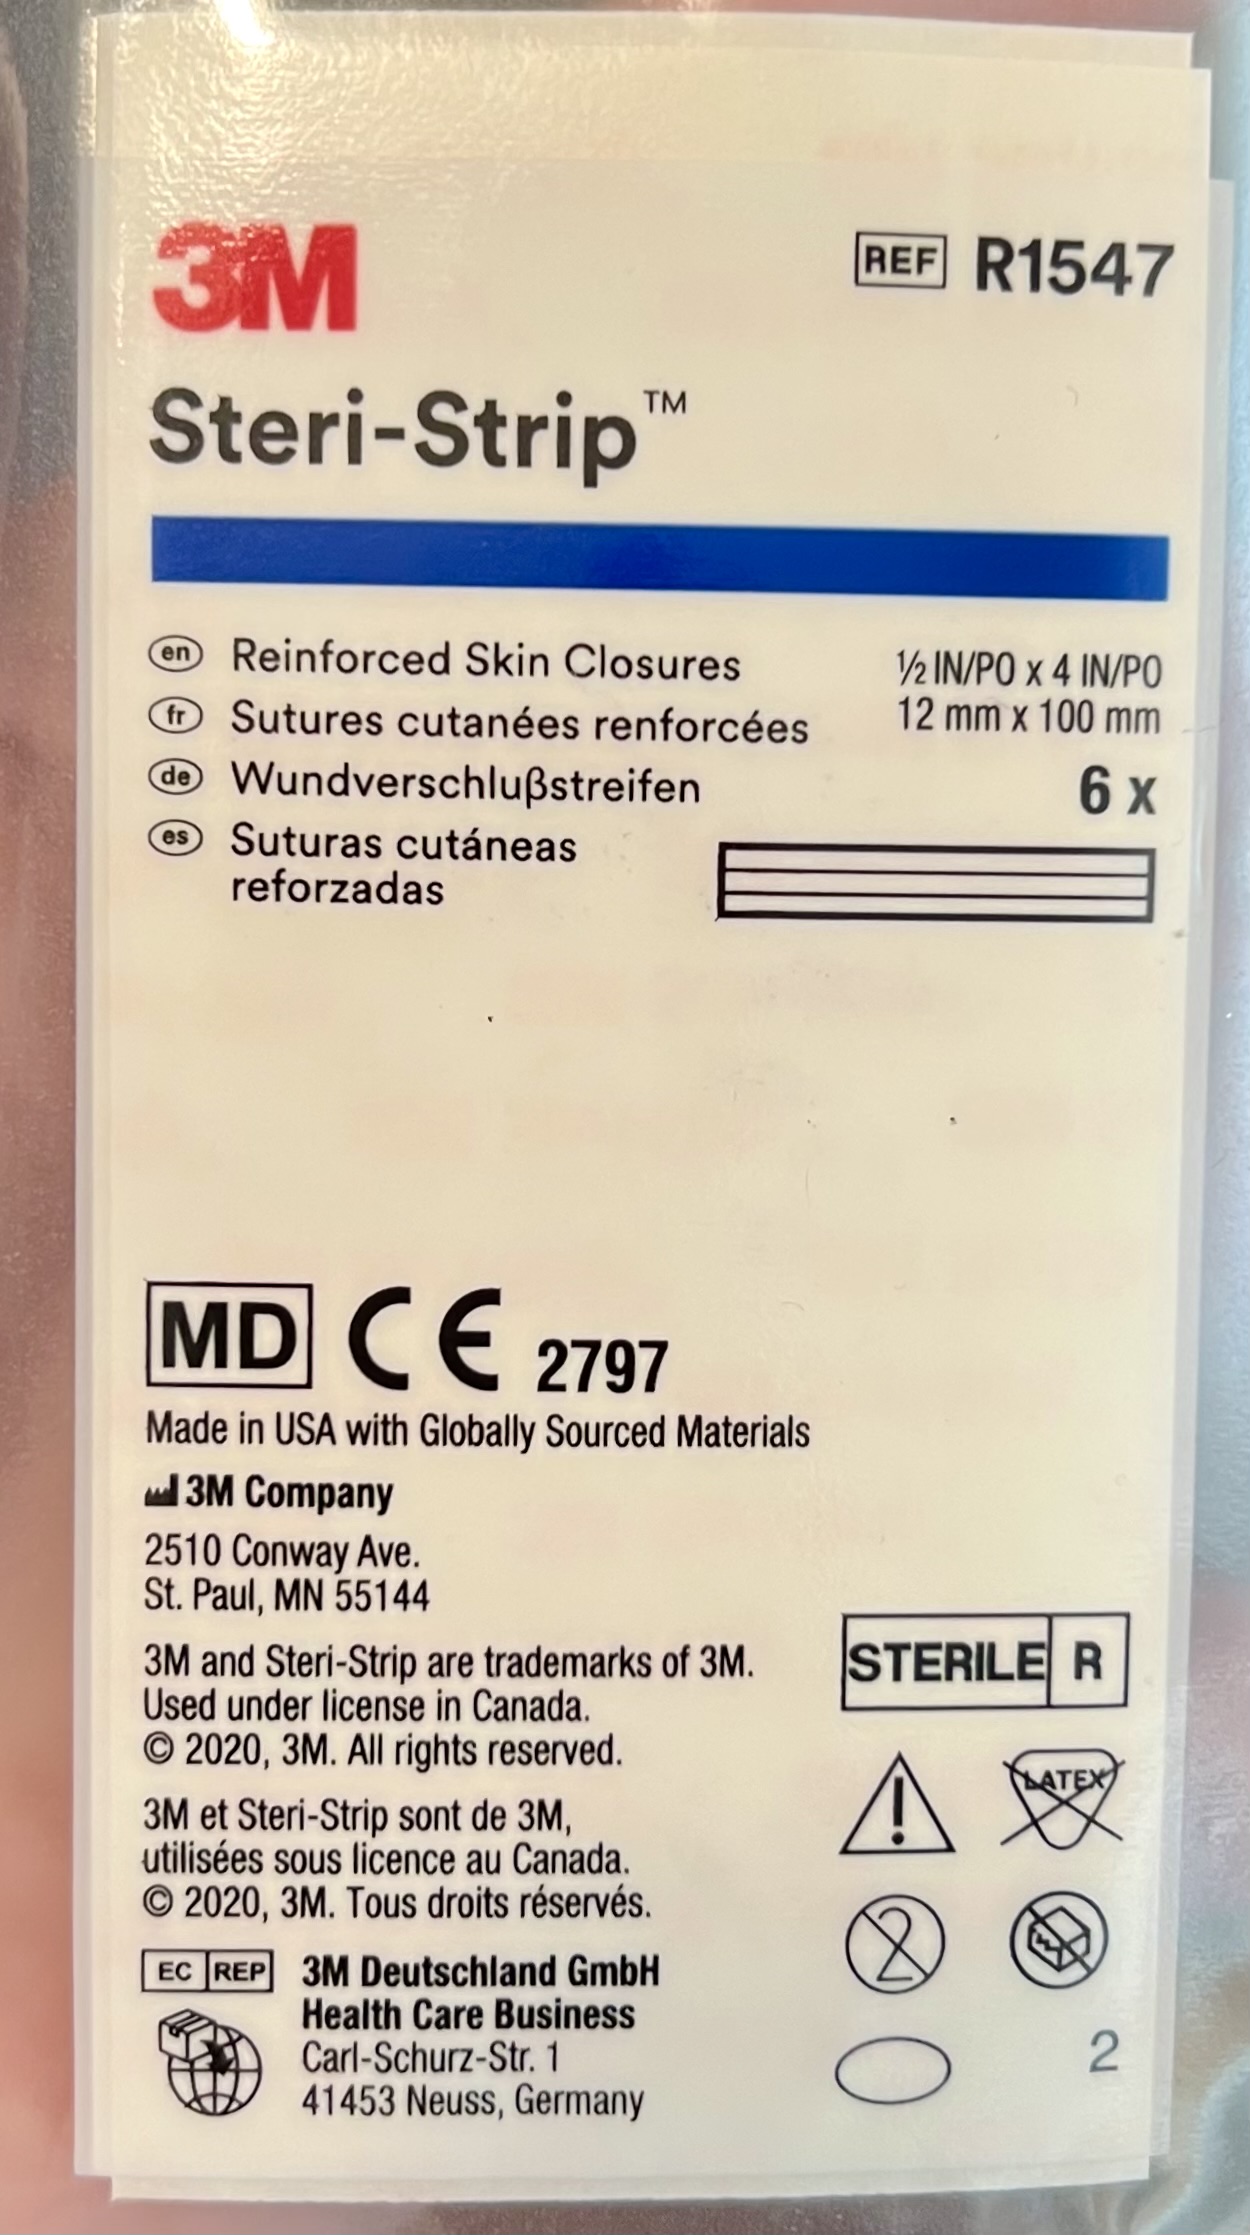 3M
REF R1547
Steri-Strip™
en Reinforced Skin Closures
fr Sutures cutanées renforcées
de Wundverschlußstreifen
es Suturas cutáneas
reforzadas
½ IN/PO x 4 IN/PO
12 mm x 100 mm
6 x
MD CE 2797
Made in USA with Globally Sourced Materials
3M Company
2510 Conway Ave.
St. Paul, MN 55144
3M and Steri-Strip are trademarks of 3M.
Used under license in Canada.
© 2020, 3M. All rights reserved.
3M et Steri-Strip sont de 3M,
utilisées sous licence au Canada.
© 2020, 3M. Tous droits réservés.
EC REP 3M Deutschland GmbH
Health Care Business
Carl-Schurz-Str. 1
41453 Neuss, Germany
STERILE R
!
LATEX
2
2